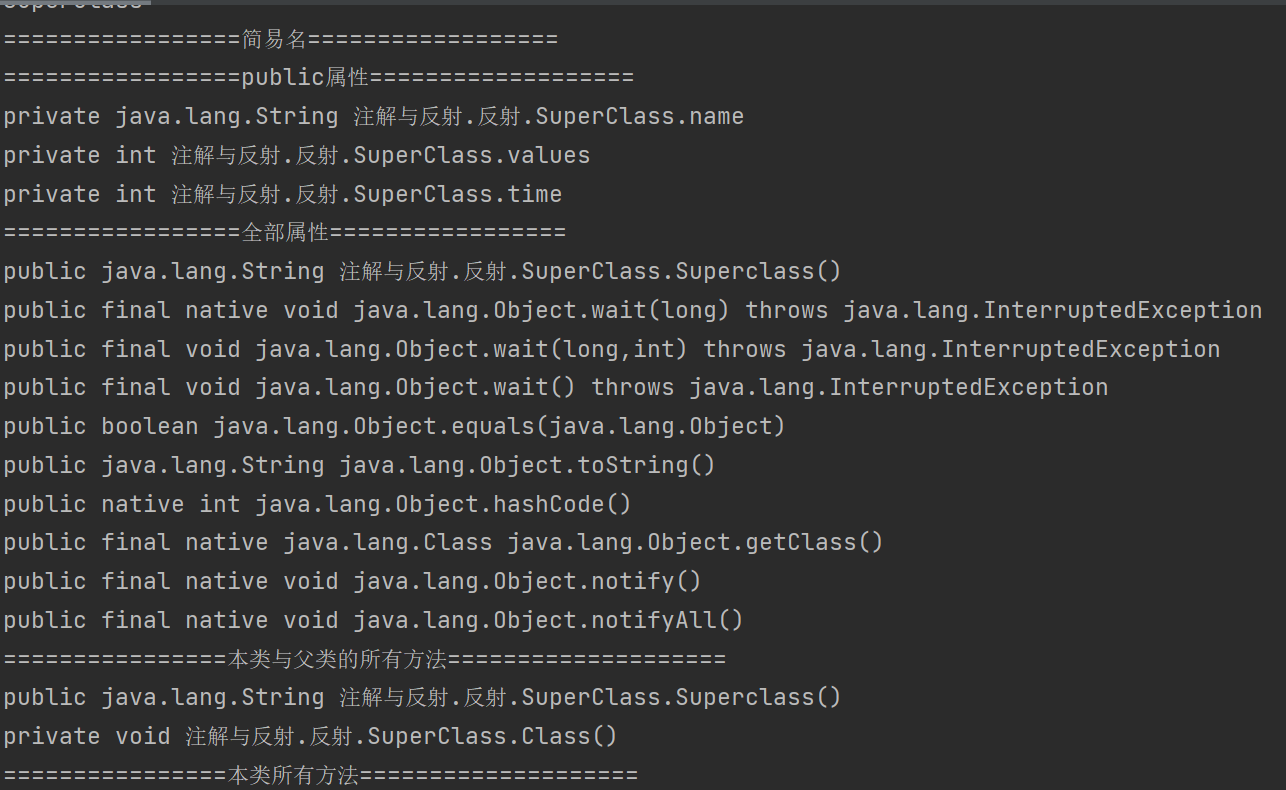 =================简易名==================
=================public属性===================
private java.lang.String 注解与反射.反射.SuperClass.name
private int 注解与反射.反射.SuperClass.values
private int 注解与反射.反射.SuperClass.time
=================全部属性=================
public java.lang.String 注解与反射.反射.SuperClass.Superclass()
public final native void java.lang.Object.wait(long) throws java.lang.InterruptedException
public final void java.lang.Object.wait(long,int) throws java.lang.InterruptedException
public final void java.lang.Object.wait() throws java.lang.InterruptedException
public boolean java.lang.Object.equals(java.lang.Object)
public java.lang.String java.lang.Object.toString()
public native int java.lang.Object.hashCode()
public final native java.lang.Class java.lang.Object.getClass()
public final native void java.lang.Object.notify()
public final native void java.lang.Object.notifyAll()
================本类与父类的所有方法====================
public java.lang.String 注解与反射.反射.SuperClass.Superclass()
private void 注解与反射.反射.SuperClass.Class()
================本类所有方法====================